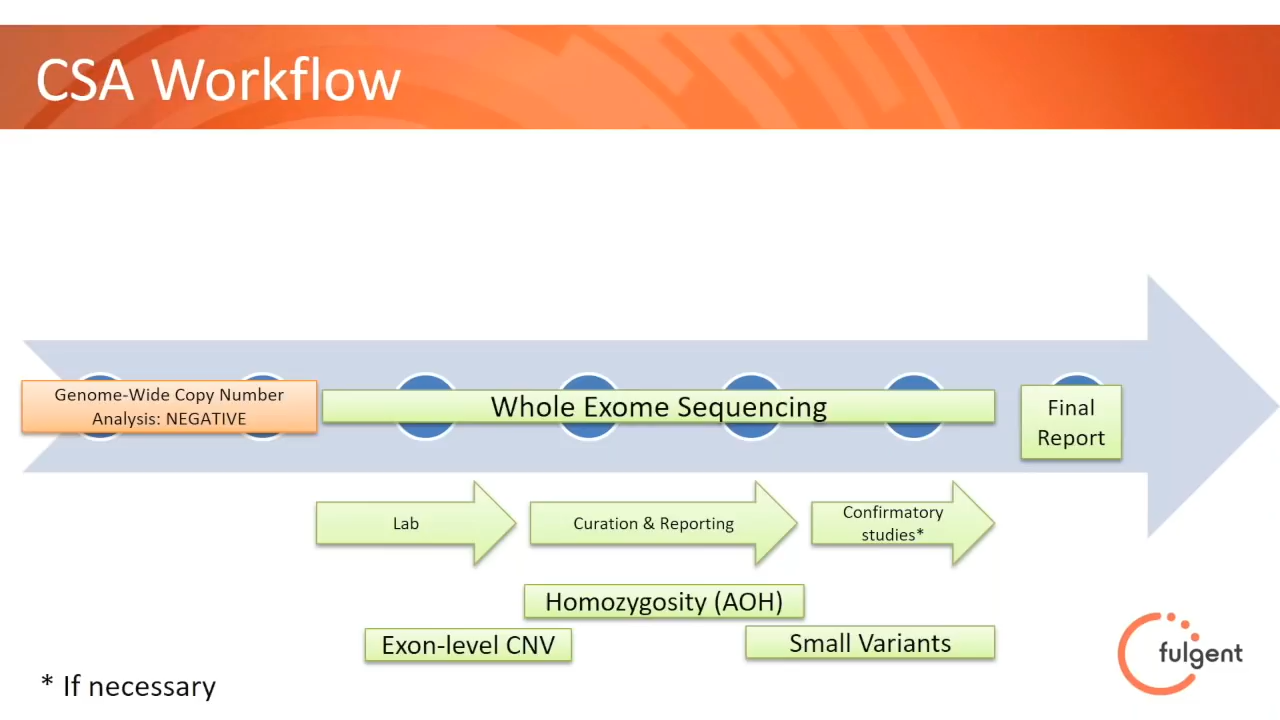 CSA Workflow
Genome-Wide Copy Number
Analysis: NEGATIVE
Whole Exome Sequencing
Final
Report
Lab
Curation & Reporting
Confirmatory
studies*
Homozygosity (AOH)
Exon-level CNV
Small Variants
* If necessary
fulgent